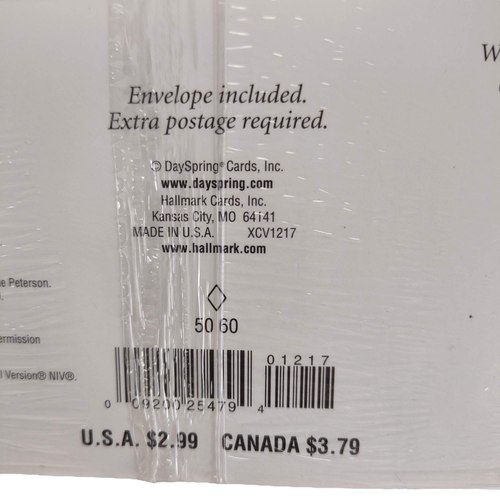 W
Envelope included.
Extra postage required.
© DaySpring® Cards, Inc.
www.dayspring.com
Hallmark Cards, Inc.
Kansas City, MO 64141
MADE IN U.S.A. XCV1217
www.hallmark.com
e Peterson.
ermission
l Version® NIV®.
50 60
01217
0 09200 25479 4
U.S.A. $2.99 CANADA $3.79